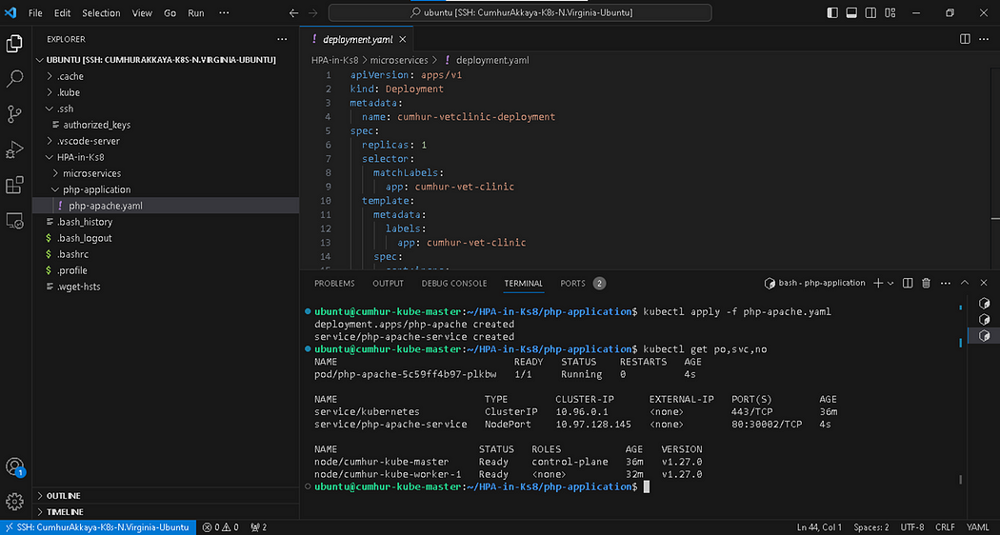 File Edit Selection View Go Run ···
ubuntu [SSH: CumhurAkkaya-K8s-N.Virginia-Ubuntu]
EXPLORER ···
UBUNTU [SSH: CUMHURAKKAYA-K8S-N.VIRGINIA-UBUNTU]
.cache
.kube
.ssh
authorized_keys
.vscode-server
HPA-in-Ks8
microservices
php-application
! php-apache.yaml
.bash_history
$ .bash_logout
$ .bashrc
$ .profile
.wget-hsts
OUTLINE
TIMELINE
! deployment.yaml
HPA-in-Ks8 > microservices > ! deployment.yaml
1 apiVersion: apps/v1
2 kind: Deployment
3 metadata:
4 name: cumhur-vetclinic-deployment
5 spec:
6 replicas: 1
7 selector:
8 matchLabels:
9 app: cumhur-vet-clinic
10 template:
11 metadata:
12 labels:
13 app: cumhur-vet-clinic
14 spec:
PROBLEMS OUTPUT DEBUG CONSOLE TERMINAL PORTS 2 bash - php-application
ubuntu@cumhur-kube-master:~/HPA-in-Ks8/php-application$ kubectl apply -f php-apache.yaml
deployment.apps/php-apache created
service/php-apache-service created
ubuntu@cumhur-kube-master:~/HPA-in-Ks8/php-application$ kubectl get po,svc,no
NAME READY STATUS RESTARTS AGE
pod/php-apache-5c59ff4b97-plkbw 1/1 Running 0 4s
NAME TYPE CLUSTER-IP EXTERNAL-IP PORT(S) AGE
service/kubernetes ClusterIP 10.96.0.1 <none> 443/TCP 36m
service/php-apache-service NodePort 10.97.128.145 <none> 80:30002/TCP 4s
NAME STATUS ROLES AGE VERSION
node/cumhur-kube-master Ready control-plane 36m v1.27.0
node/cumhur-kube-worker-1 Ready <none> 32m v1.27.0
ubuntu@cumhur-kube-master:~/HPA-in-Ks8/php-application$
1
SSH: CumhurAkkaya-K8s-N.Virginia-Ubuntu 0 0 2 Ln 44, Col 1 Spaces: 2 UTF-8 CRLF YAML